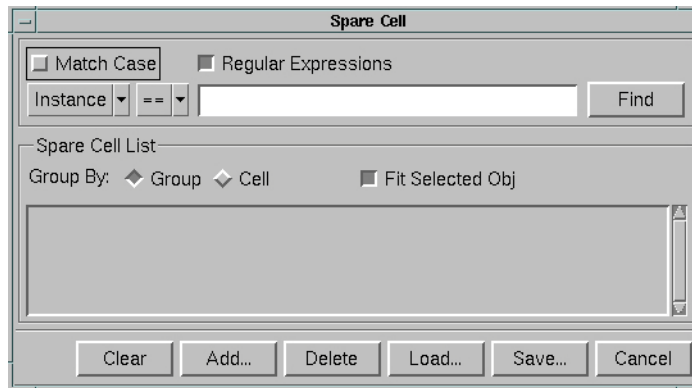 Spare Cell
Match Case Regular Expressions
Instance == Find
Spare Cell List
Group By: Group Cell Fit Selected Obj
Clear Add... Delete Load... Save... Cancel